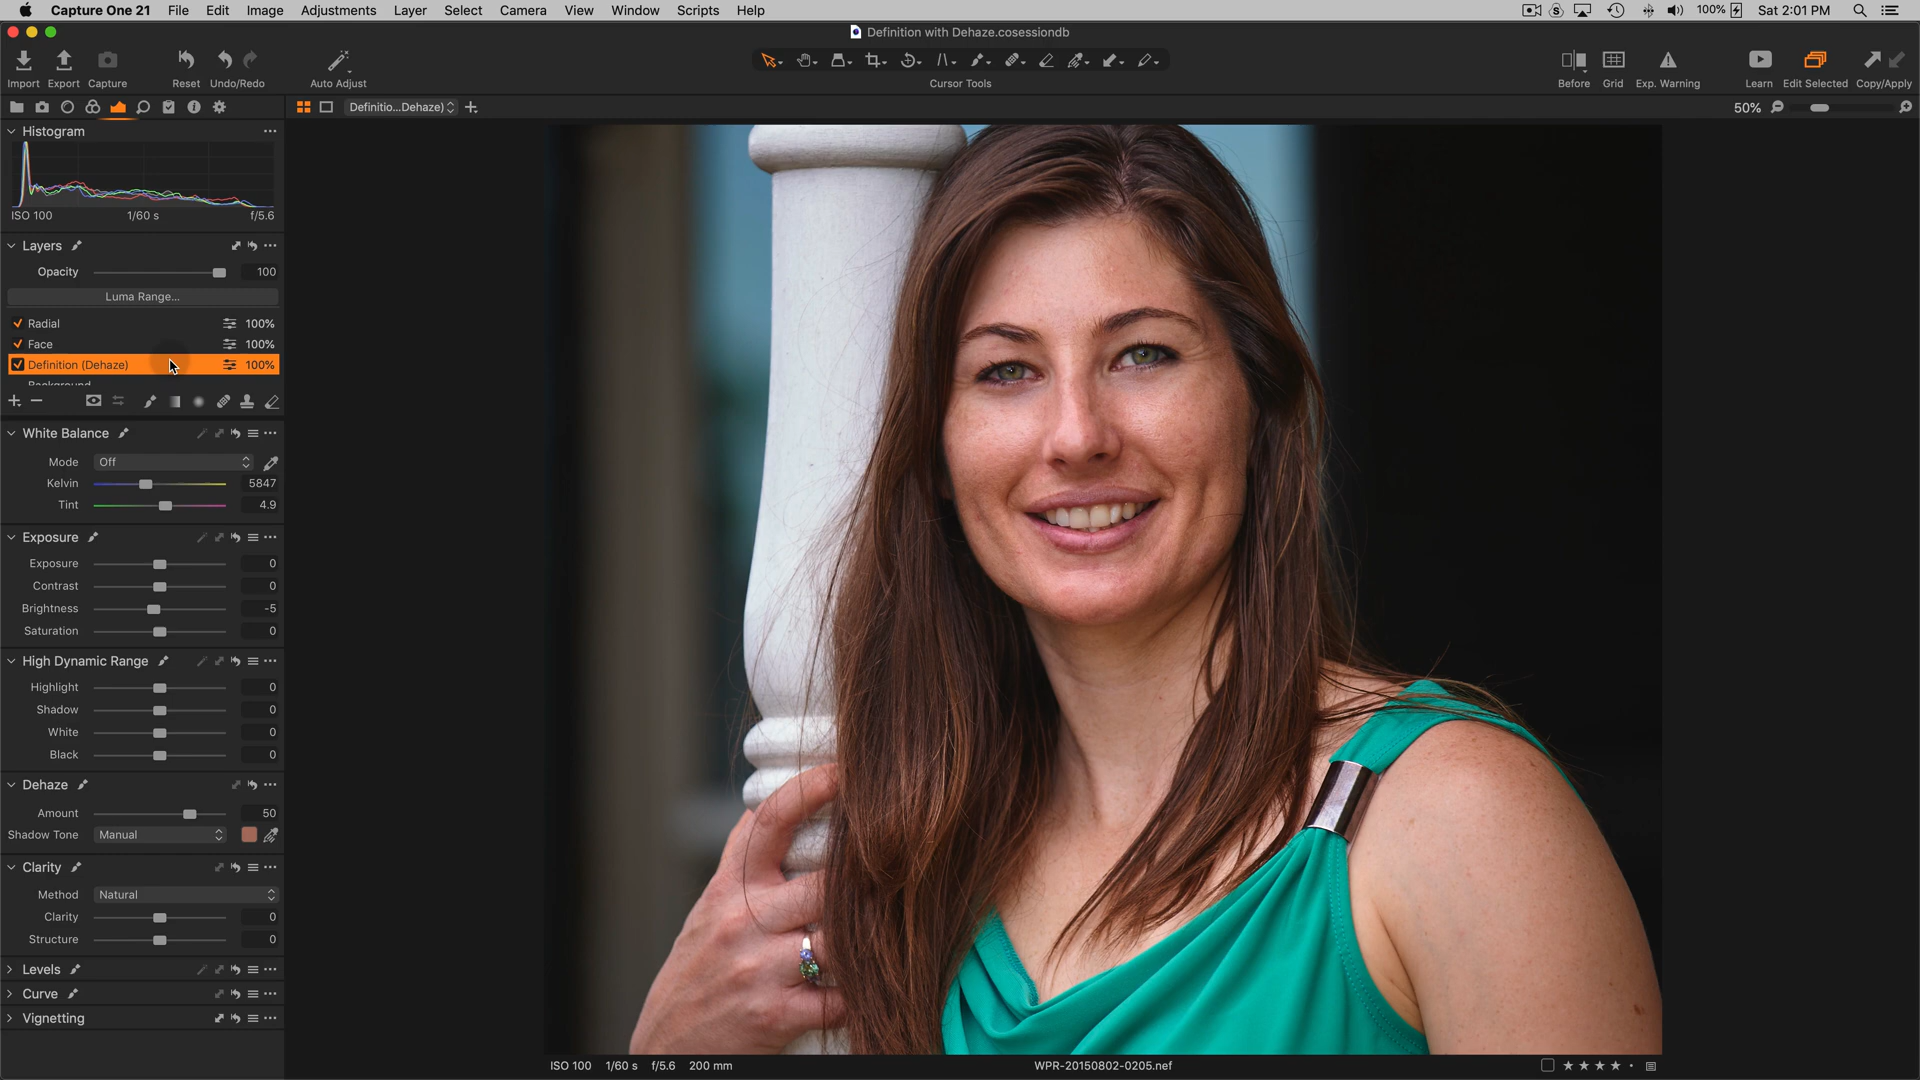 Capture One 21 File Edit Image Adjustments Layer Select Camera View Window Scripts Help 100% Sat 2:01 PM
Definition with Dehaze.cosessiondb
Import Export Capture Reset Undo/Redo Auto Adjust Cursor Tools Before Grid Exp. Warning Learn Edit Selected Copy/Apply
Definitio...Dehaze) 50%
Histogram
ISO 100 1/60 s f/5.6
Layers
Opacity 100
Luma Range...
Radial 100%
Face 100%
Definition (Dehaze) 100%
Background
White Balance
Mode Off
Kelvin 5847
Tint 4.9
Exposure
Exposure 0
Contrast 0
Brightness -5
Saturation 0
High Dynamic Range
Highlight 0
Shadow 0
White 0
Black 0
Dehaze
Amount 50
Shadow Tone Manual
Clarity
Method Natural
Clarity 0
Structure 0
Levels
Curve
Vignetting
ISO 100 1/60 s f/5.6 200 mm WPR-20150802-0205.nef